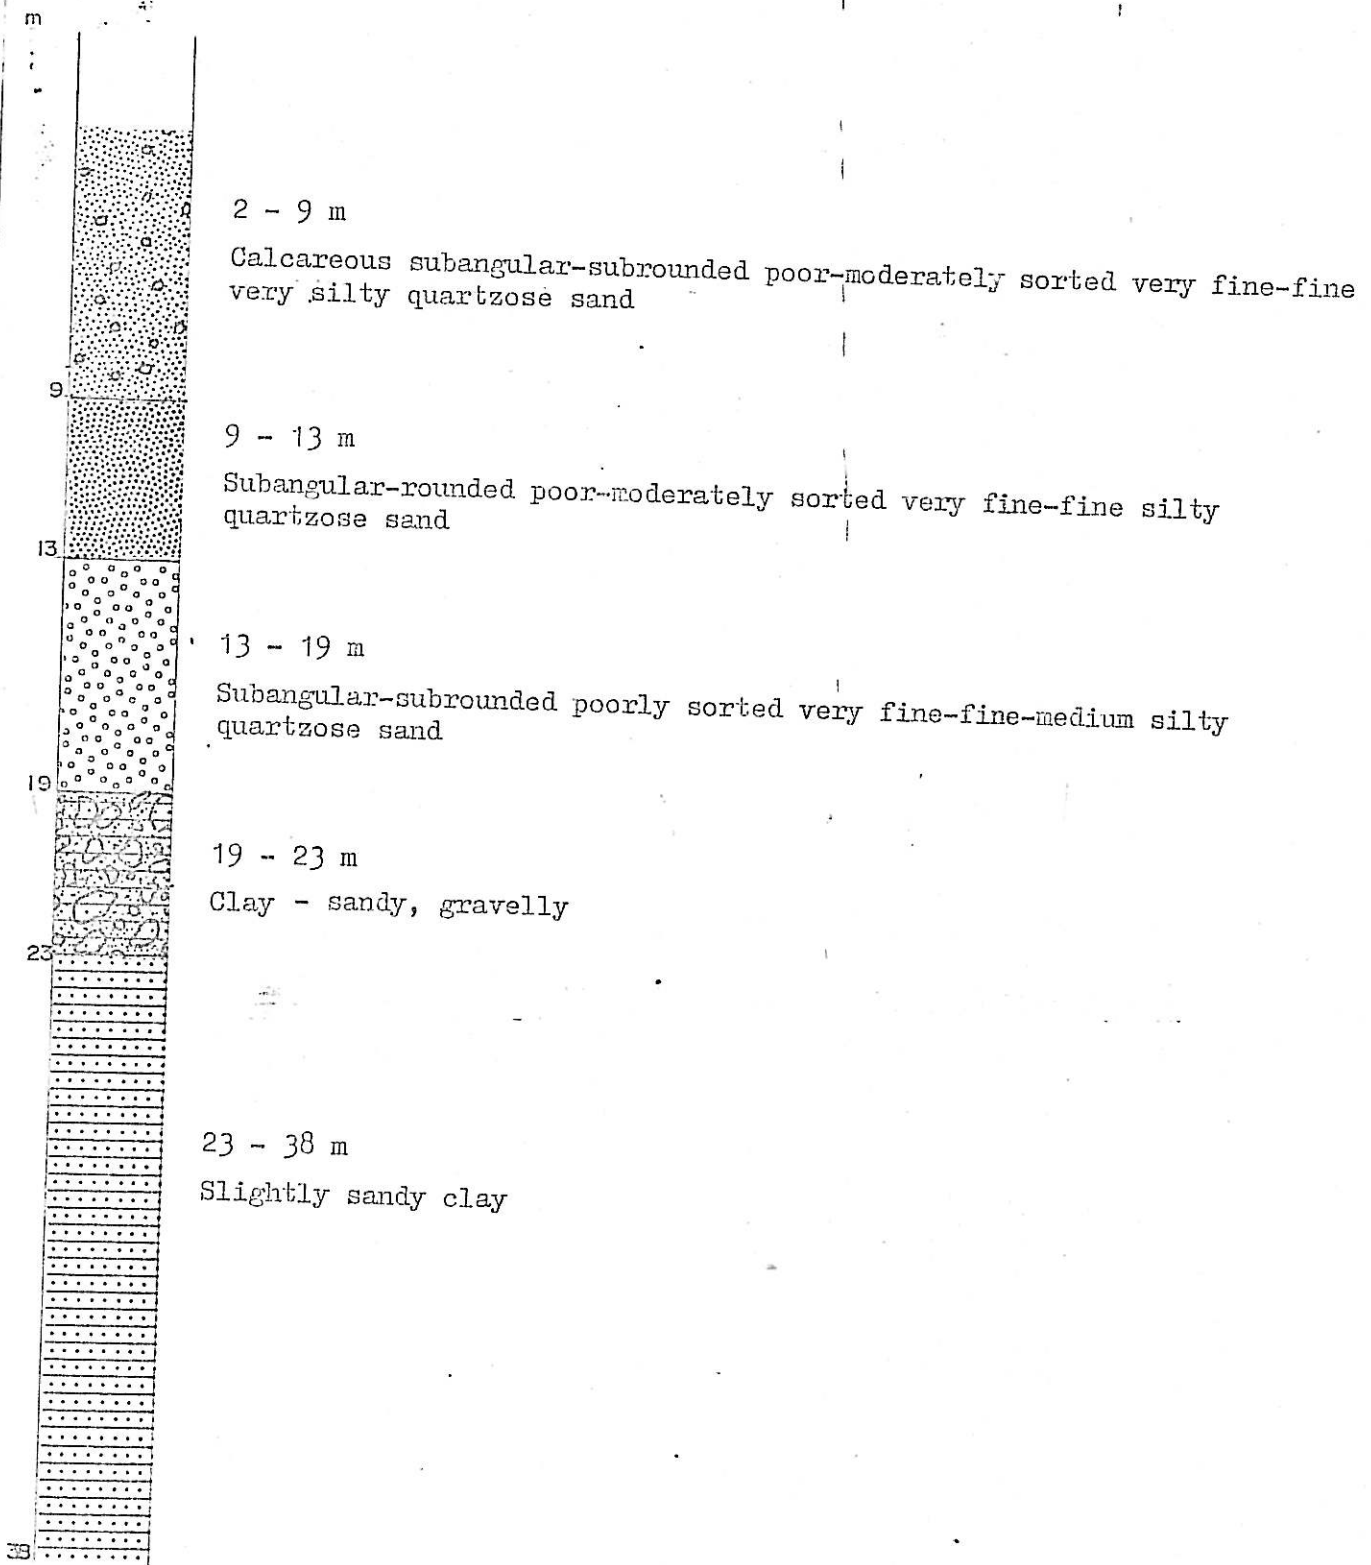 m
2 - 9 m
Calcareous subangular-subrounded poor-moderately sorted very fine-fine
very silty quartzose sand
9
9 - 13 m
Subangular-rounded poor-moderately sorted very fine-fine silty
quartzose sand
13
13 - 19 m
Subangular-subrounded poorly sorted very fine-fine-medium silty
quartzose sand
19
19 - 23 m
Clay - sandy, gravelly
23
23 - 38 m
Slightly sandy clay
38